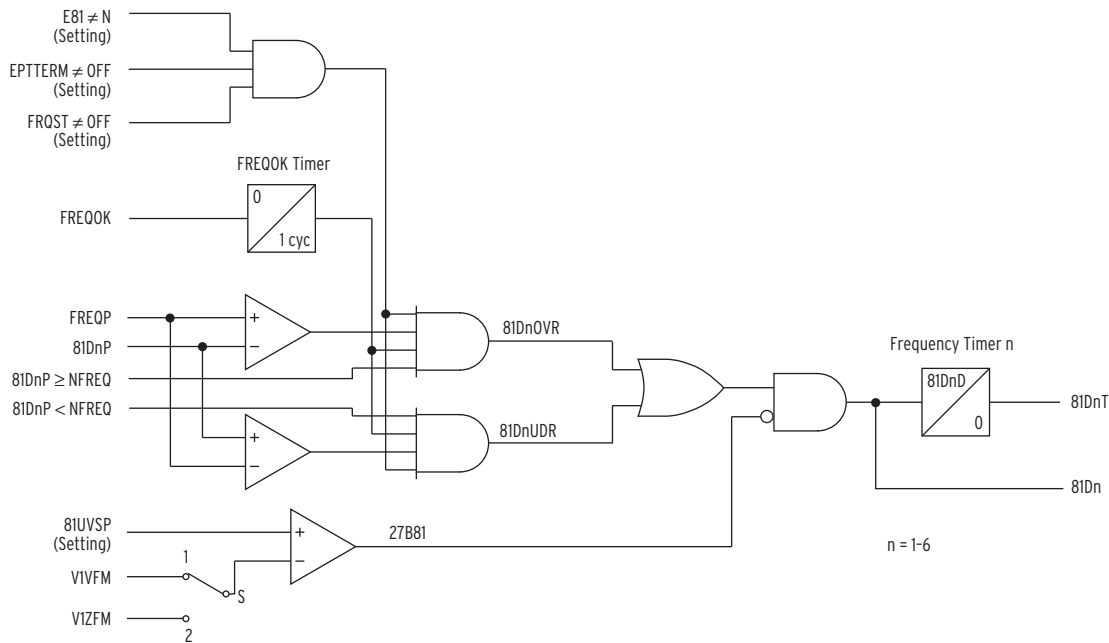 E81 ≠ N
(Setting)
EPTTERM ≠ OFF
(Setting)
FRQST ≠ OFF
(Setting)
FREQOK Timer
0
1 cyc
FREQOK
FREQP
+
−
81DnP
81DnP ≥ NFREQ
81DnP < NFREQ
+
−
81DnOVR
81DnUDR
Frequency Timer n
81DnD
0
81DnT
81Dn
81UVSP
(Setting)
+
−
27B81
n = 1-6
1
V1VFM
S
V1ZFM
2